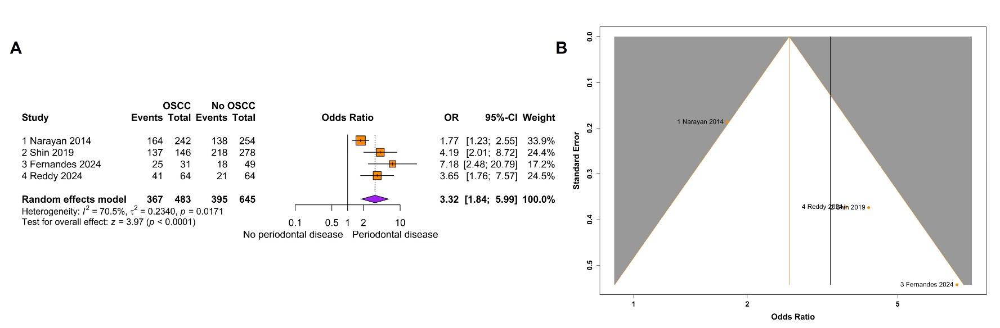 A
OSCC No OSCC
Study Events Total Events Total Odds Ratio OR 95%-CI Weight
1 Narayan 2014 164 242 138 254 1.77 [1.23; 2.55] 33.9%
2 Shin 2019 137 146 218 278 4.19 [2.01; 8.72] 24.4%
3 Fernandes 2024 25 31 18 49 7.18 [2.48; 20.79] 17.2%
4 Reddy 2024 41 64 21 64 3.65 [1.76; 7.57] 24.5%
Random effects model 367 483 395 645 3.32 [1.84; 5.99] 100.0%
Heterogeneity: I² = 70.5%, τ² = 0.2340, p = 0.0171
Test for overall effect: z = 3.97 (p < 0.0001)
0.1 0.5 1 2 10
No periodontal disease Periodontal disease
B
0.0
0.1
0.2
0.3
0.4
0.5
Standard Error
1 Narayan 2014
4 Reddy 2024
2 Shin 2019
3 Fernandes 2024
1 2 5
Odds Ratio